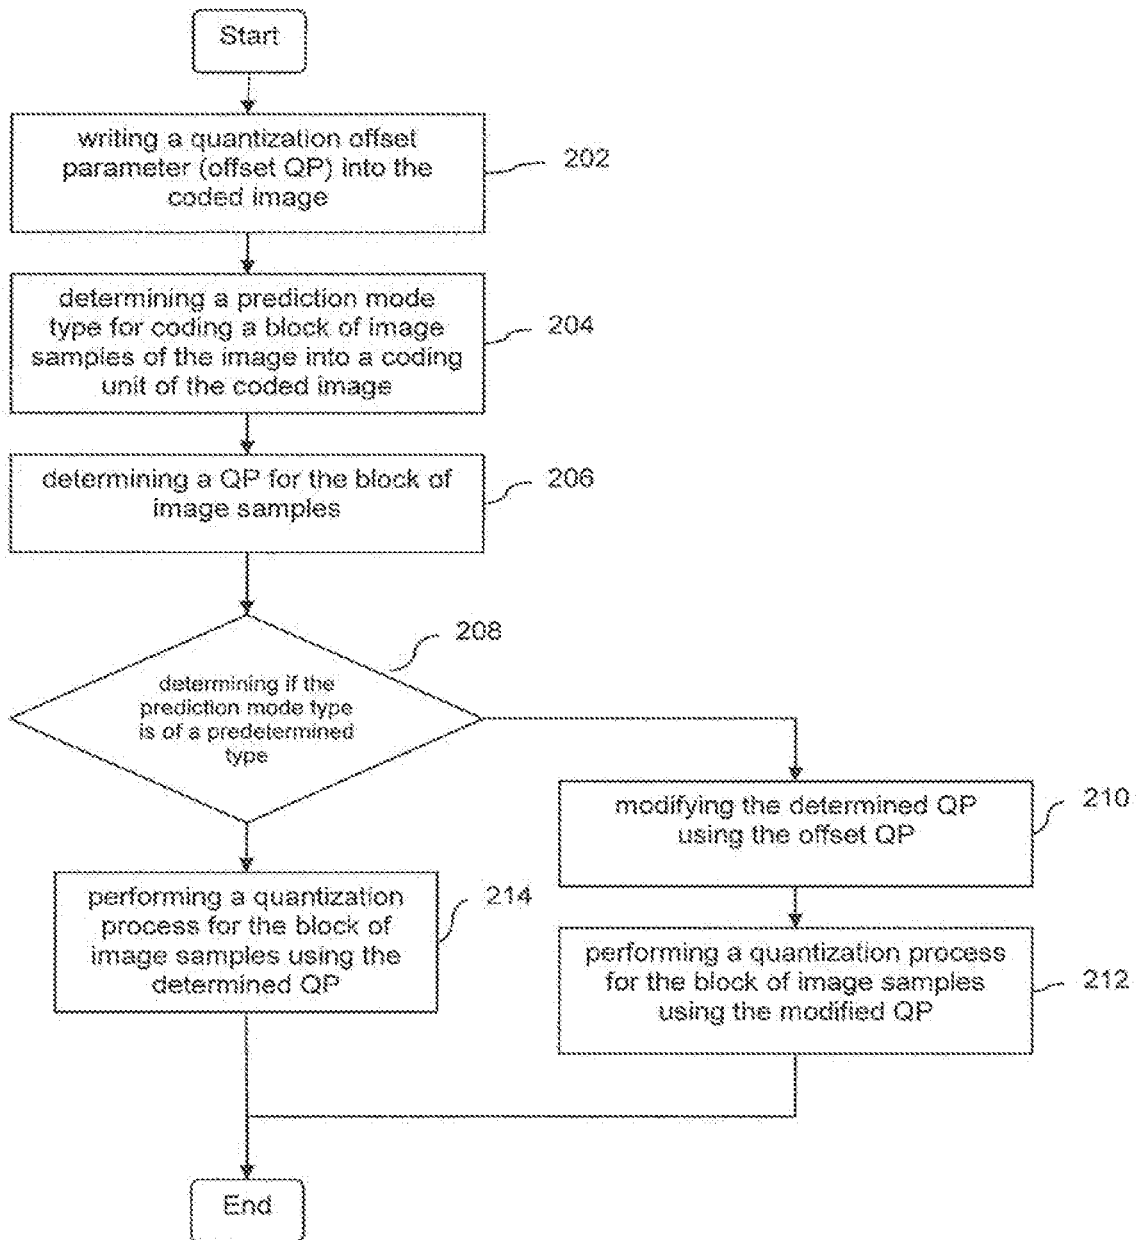 Start
writing a quantization offset
parameter (offset QP) into the
coded image
202
determining a prediction mode
type for coding a block of image
samples of the image into a coding
unit of the coded image
204
determining a QP for the block of
image samples
206
208
determining if the
prediction mode type
is of a predetermined
type
modifying the determined QP
using the offset QP
210
performing a quantization
process for the block of
image samples using the
determined QP
214
performing a quantization process
for the block of image samples
using the modified QP
212
End